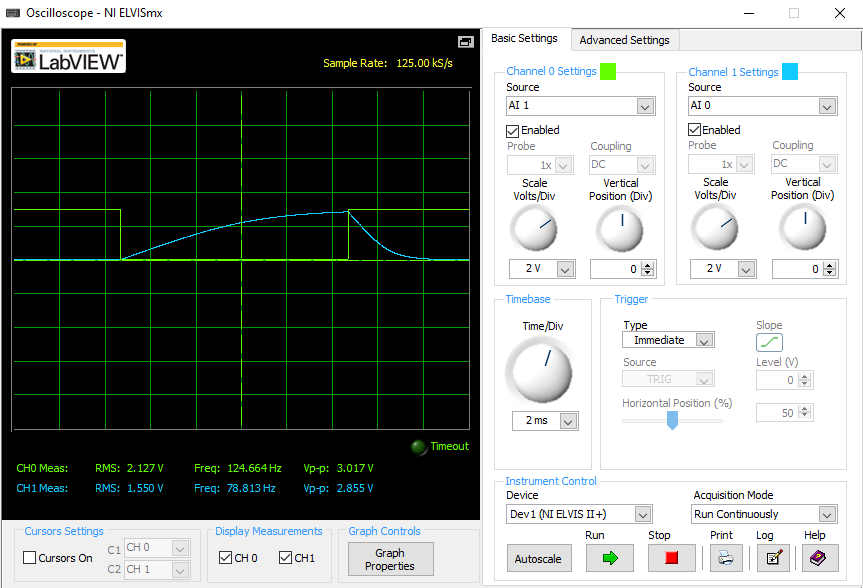 Oscilloscope - NI ELVISmx
POWERED BY
NATIONAL INSTRUMENTS
LabVIEW™
Sample Rate: 125.00 kS/s
Timeout
CH0 Meas: RMS: 2.127 V Freq: 124.664 Hz Vp-p: 3.017 V
CH1 Meas: RMS: 1.550 V Freq: 78.813 Hz Vp-p: 2.855 V
Cursors Settings
Cursors On
C1 CH 0
C2 CH 1
Display Measurements
CH 0 CH1
Graph Controls
Graph
Properties
Basic Settings Advanced Settings
Channel 0 Settings
Source
AI 1
Enabled
Probe Coupling
1x DC
Scale Vertical
Volts/Div Position (Div)
2 V 0
Channel 1 Settings
Source
AI 0
Enabled
Probe Coupling
1x DC
Scale Vertical
Volts/Div Position (Div)
2 V 0
Timebase
Time/Div
2 ms
Trigger
Type Slope
Immediate
Source Level (V)
TRIG 0
Horizontal Position (%)
50
Instrument Control
Device Acquisition Mode
Dev1 (NI ELVIS II+) Run Continuously
Run Stop Print Log Help
Autoscale